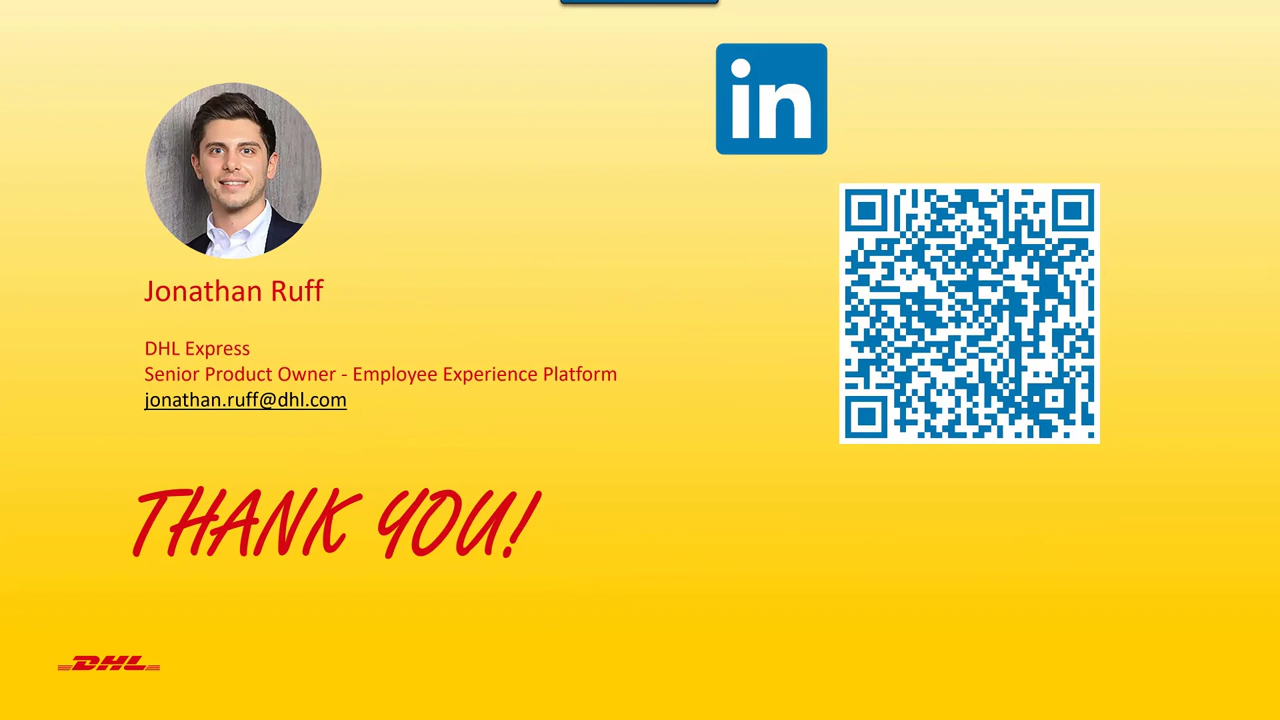 in
Jonathan Ruff
DHL Express
Senior Product Owner - Employee Experience Platform
jonathan.ruff@dhl.com
THANK YOU!
DHL